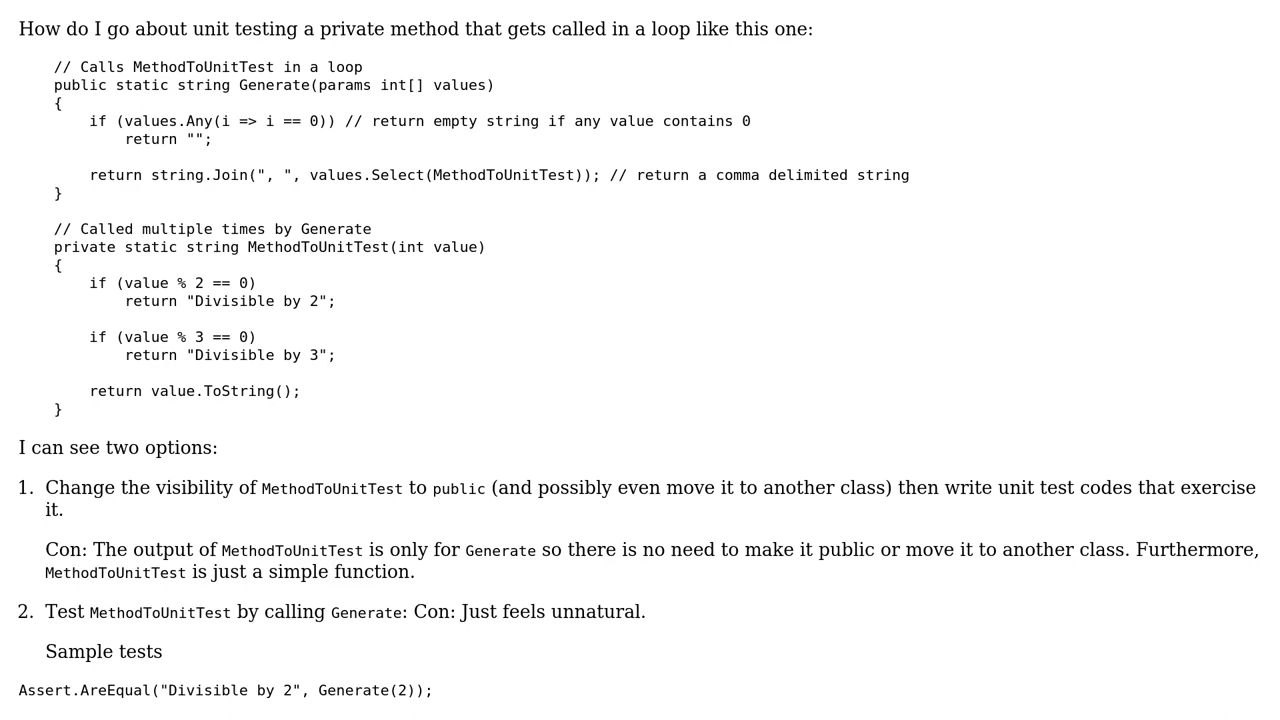 How do I go about unit testing a private method that gets called in a loop like this one:
// Calls MethodToUnitTest in a loop
public static string Generate(params int[] values)
{
    if (values.Any(i => i == 0)) // return empty string if any value contains 0
        return "";
    return string.Join(", ", values.Select(MethodToUnitTest)); // return a comma delimited string
}
// Called multiple times by Generate
private static string MethodToUnitTest(int value)
{
    if (value % 2 == 0)
        return "Divisible by 2";
    if (value % 3 == 0)
        return "Divisible by 3";
    return value.ToString();
}
I can see two options:
1. Change the visibility of MethodToUnitTest to public (and possibly even move it to another class) then write unit test codes that exercise
it.
Con: The output of MethodToUnitTest is only for Generate so there is no need to make it public or move it to another class. Furthermore,
MethodToUnitTest is just a simple function.
2. Test MethodToUnitTest by calling Generate: Con: Just feels unnatural.
Sample tests
Assert.AreEqual("Divisible by 2", Generate(2));